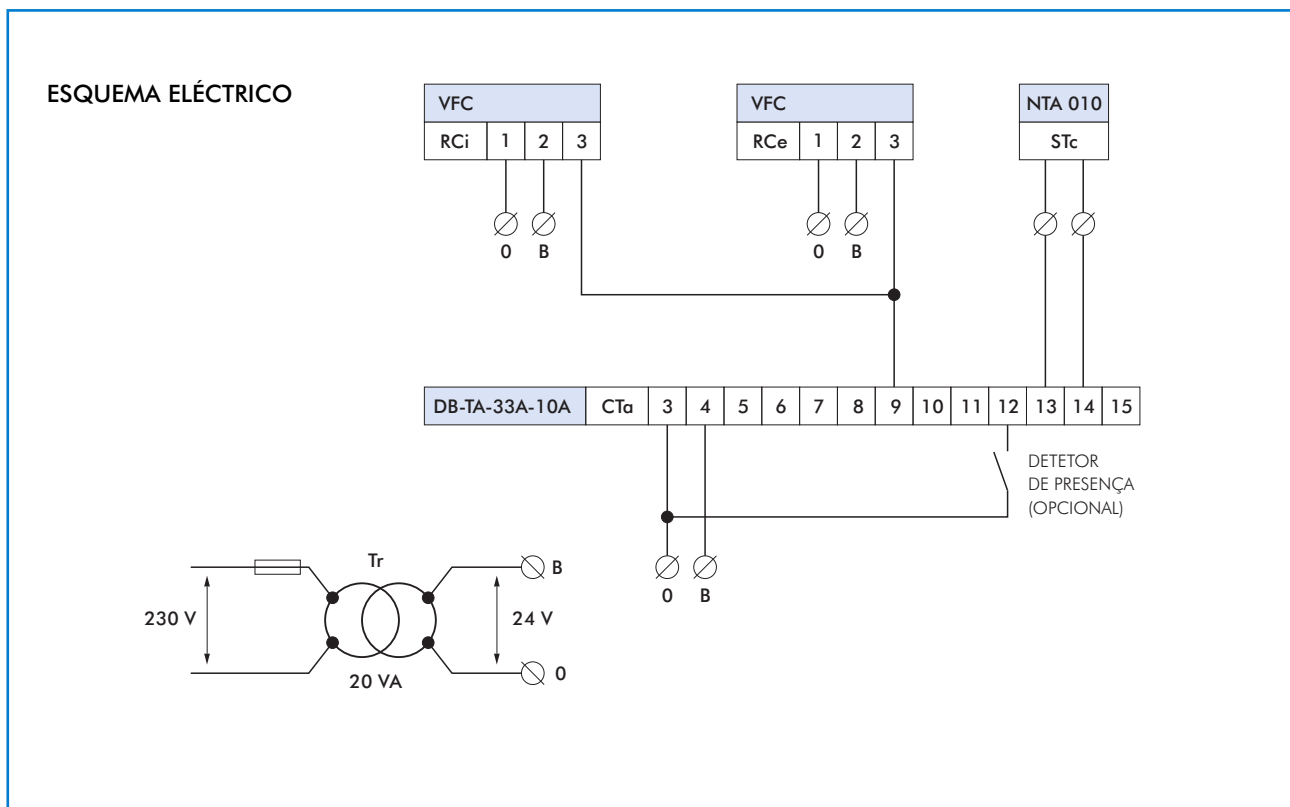 ESQUEMA ELÉCTRICO
VFC
RCi 1 2 3
0 B
VFC
RCe 1 2 3
0 B
NTA 010
STc
DB-TA-33A-10A CTa 3 4 5 6 7 8 9 10 11 12 13 14 15
DETETOR
DE PRESENÇA
(OPCIONAL)
0 B
Tr
B
230 V
24 V
0
20 VA